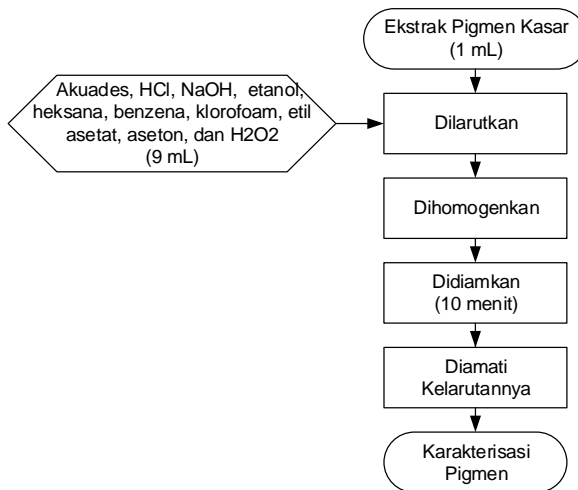 Ekstrak Pigmen Kasar
(1 mL)
Akuades, HCl, NaOH, etanol,
heksana, benzena, klorofoam, etil
asetat, aseton, dan H2O2
(9 mL)
Dilarutkan
Dihomogenkan
Didiamkan
(10 menit)
Diamati
Kelarutannya
Karakterisasi
Pigmen